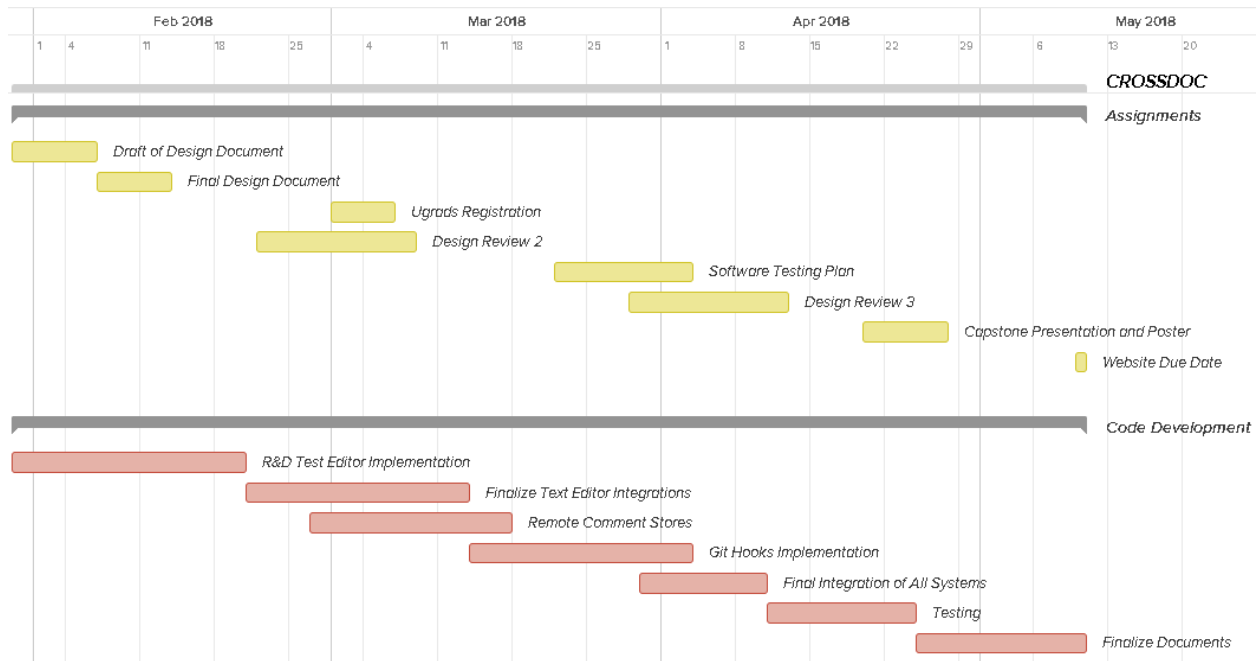 Feb 2018 Mar 2018 Apr 2018 May 2018
1 4 11 18 25 4 11 18 25 1 8 15 22 29 6 13 20
CROSSDOC
Assignments
Draft of Design Document
Final Design Document
Ugrads Registration
Design Review 2
Software Testing Plan
Design Review 3
Capstone Presentation and Poster
Website Due Date
Code Development
R&D Test Editor Implementation
Finalize Text Editor Integrations
Remote Comment Stores
Git Hooks Implementation
Final Integration of All Systems
Testing
Finalize Documents